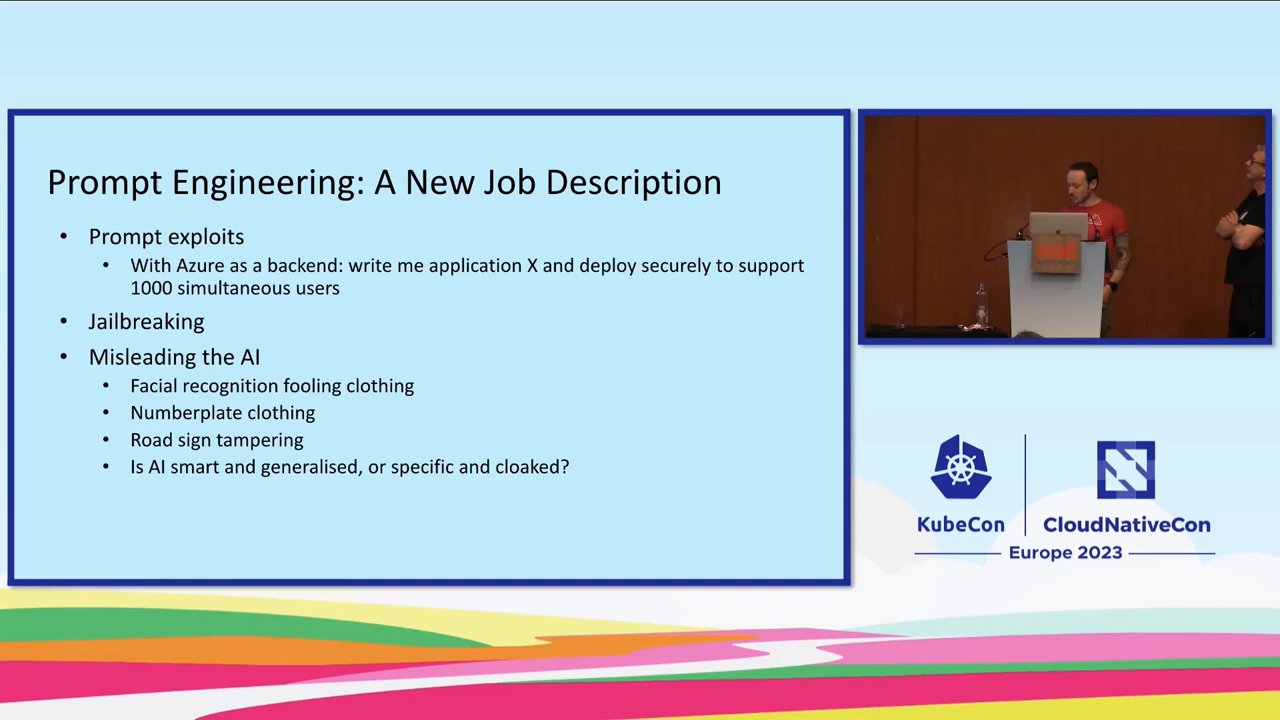 Prompt Engineering: A New Job Description
• Prompt exploits
• With Azure as a backend: write me application X and deploy securely to support
1000 simultaneous users
• Jailbreaking
• Misleading the AI
• Facial recognition fooling clothing
• Numberplate clothing
• Road sign tampering
• Is AI smart and generalised, or specific and cloaked?
KubeCon
CloudNativeCon
Europe 2023